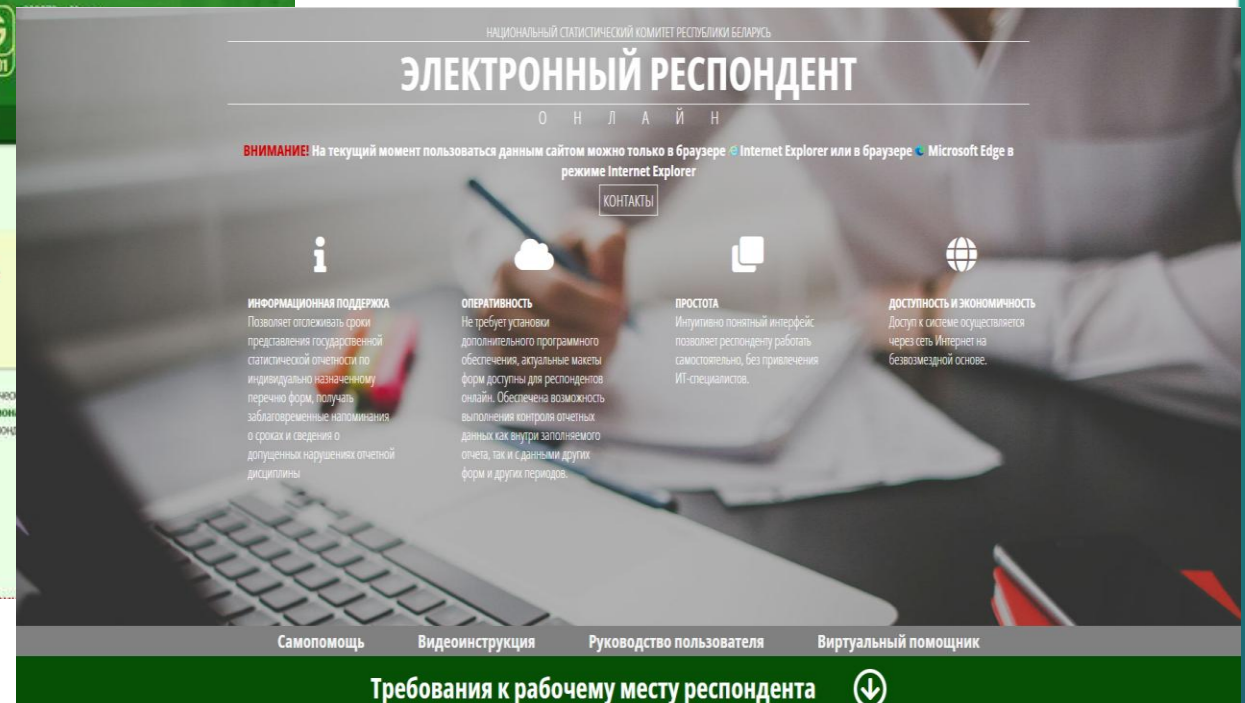 НАЦИОНАЛЬНЫЙ СТАТИСТИЧЕСКИЙ КОМИТЕТ РЕСПУБЛИКИ БЕЛАРУСЬ
ЭЛЕКТРОННЫЙ РЕСПОНДЕНТ
ОНЛАЙН
ВНИМАНИЕ! На текущий момент пользоваться данным сайтом можно только в браузере Internet Explorer или в браузере Microsoft Edge в
режиме Internet Explorer
КОНТАКТЫ
ИНФОРМАЦИОННАЯ ПОДДЕРЖКА
Позволяет отслеживать сроки
представления государственной
статистической отчетности по
индивидуально назначенному
перечню форм, получать
заблаговременные напоминания
о сроках и сведения о
допущенных нарушениях отчетной
дисциплины
ОПЕРАТИВНОСТЬ
Не требует установки
дополнительного программного
обеспечения, актуальные макеты
форм доступны для респондентов
онлайн. Обеспечена возможность
выполнения контроля отчетных
данных как внутри заполняемого
отчета, так и с данными других
форм и других периодов.
ПРОСТОТА
Интуитивно понятный интерфейс
позволяет респонденту работать
самостоятельно, без привлечения
ИТ-специалистов.
ДОСТУПНОСТЬ И ЭКОНОМИЧНОСТЬ
Доступ к системе осуществляется
через сеть Интернет на
безвозмездной основе.
Самопомощь Видеоинструкция Руководство пользователя Виртуальный помощник
Требования к рабочему месту респондента